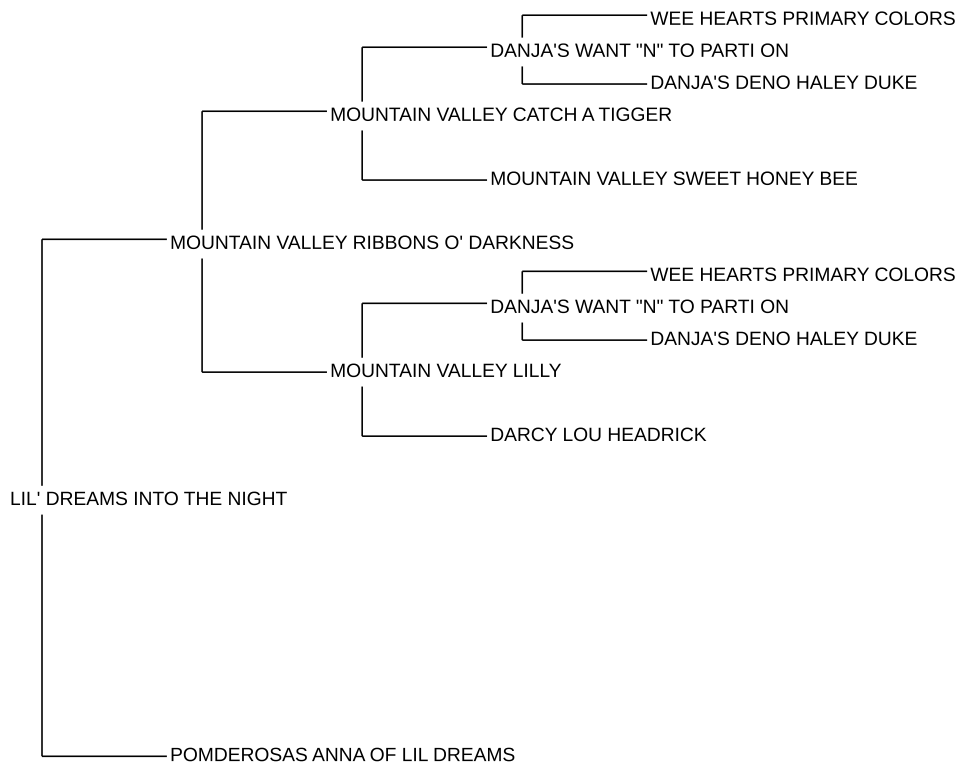 WEE HEARTS PRIMARY COLORS
DANJA'S WANT "N" TO PARTI ON
DANJA'S DENO HALEY DUKE
MOUNTAIN VALLEY CATCH A TIGGER
MOUNTAIN VALLEY SWEET HONEY BEE
MOUNTAIN VALLEY RIBBONS O' DARKNESS
WEE HEARTS PRIMARY COLORS
DANJA'S WANT "N" TO PARTI ON
DANJA'S DENO HALEY DUKE
MOUNTAIN VALLEY LILLY
DARCY LOU HEADRICK
LIL' DREAMS INTO THE NIGHT
POMDEROSAS ANNA OF LIL DREAMS